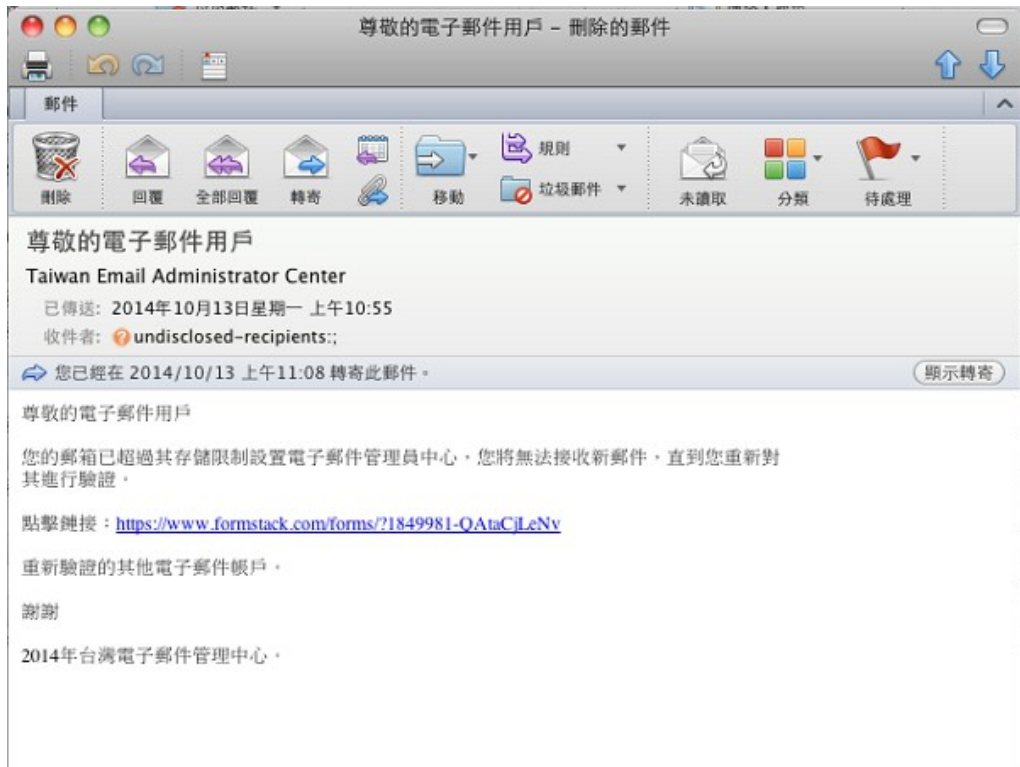 尊敬的電子郵件用戶 – 刪除的郵件
郵件
刪除
回覆
全部回覆
轉寄
移動
規則
垃圾郵件
未讀取
分類
待處理
尊敬的電子郵件用戶
Taiwan Email Administrator Center
已傳送: 2014年10月13日星期一 上午10:55
收件者: undisclosed-recipients:;
您已經在 2014/10/13 上午11:08 轉寄此郵件。
顯示轉寄
尊敬的電子郵件用戶
您的郵箱已超過其存儲限制設置電子郵件管理員中心，您將無法接收新郵件，直到您重新對
其進行驗證。
點擊鏈接：https://www.formstack.com/forms/?1849981-QAtaCjLeNv
重新驗證的其他電子郵件帳戶。
謝謝
2014年台灣電子郵件管理中心。